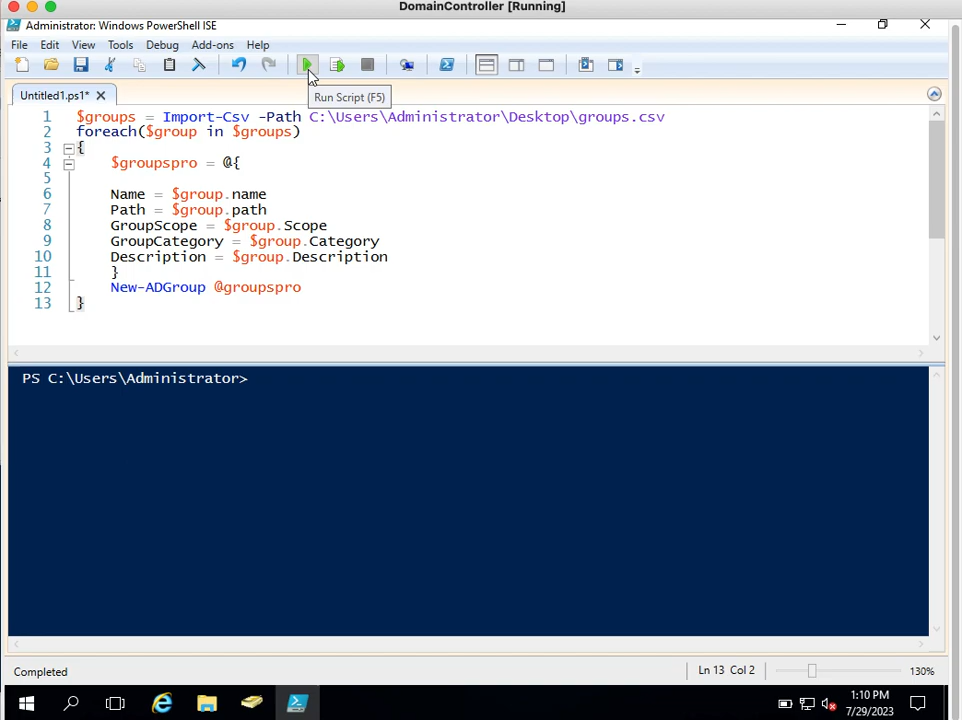 DomainController [Running]
Administrator: Windows PowerShell ISE
File Edit View Tools Debug Add-ons Help
Untitled1.ps1*
Run Script (F5)
1 $groups = Import-Csv -Path C:\Users\Administrator\Desktop\groups.csv
2 foreach($group in $groups)
3 {
4 $groupspro = @{
5
6 Name = $group.name
7 Path = $group.path
8 GroupScope = $group.Scope
9 GroupCategory = $group.Category
10 Description = $group.Description
11 }
12 New-ADGroup @groupspro
13 }
PS C:\Users\Administrator>
Completed
Ln 13 Col 2
130%
1:10 PM
7/29/2023